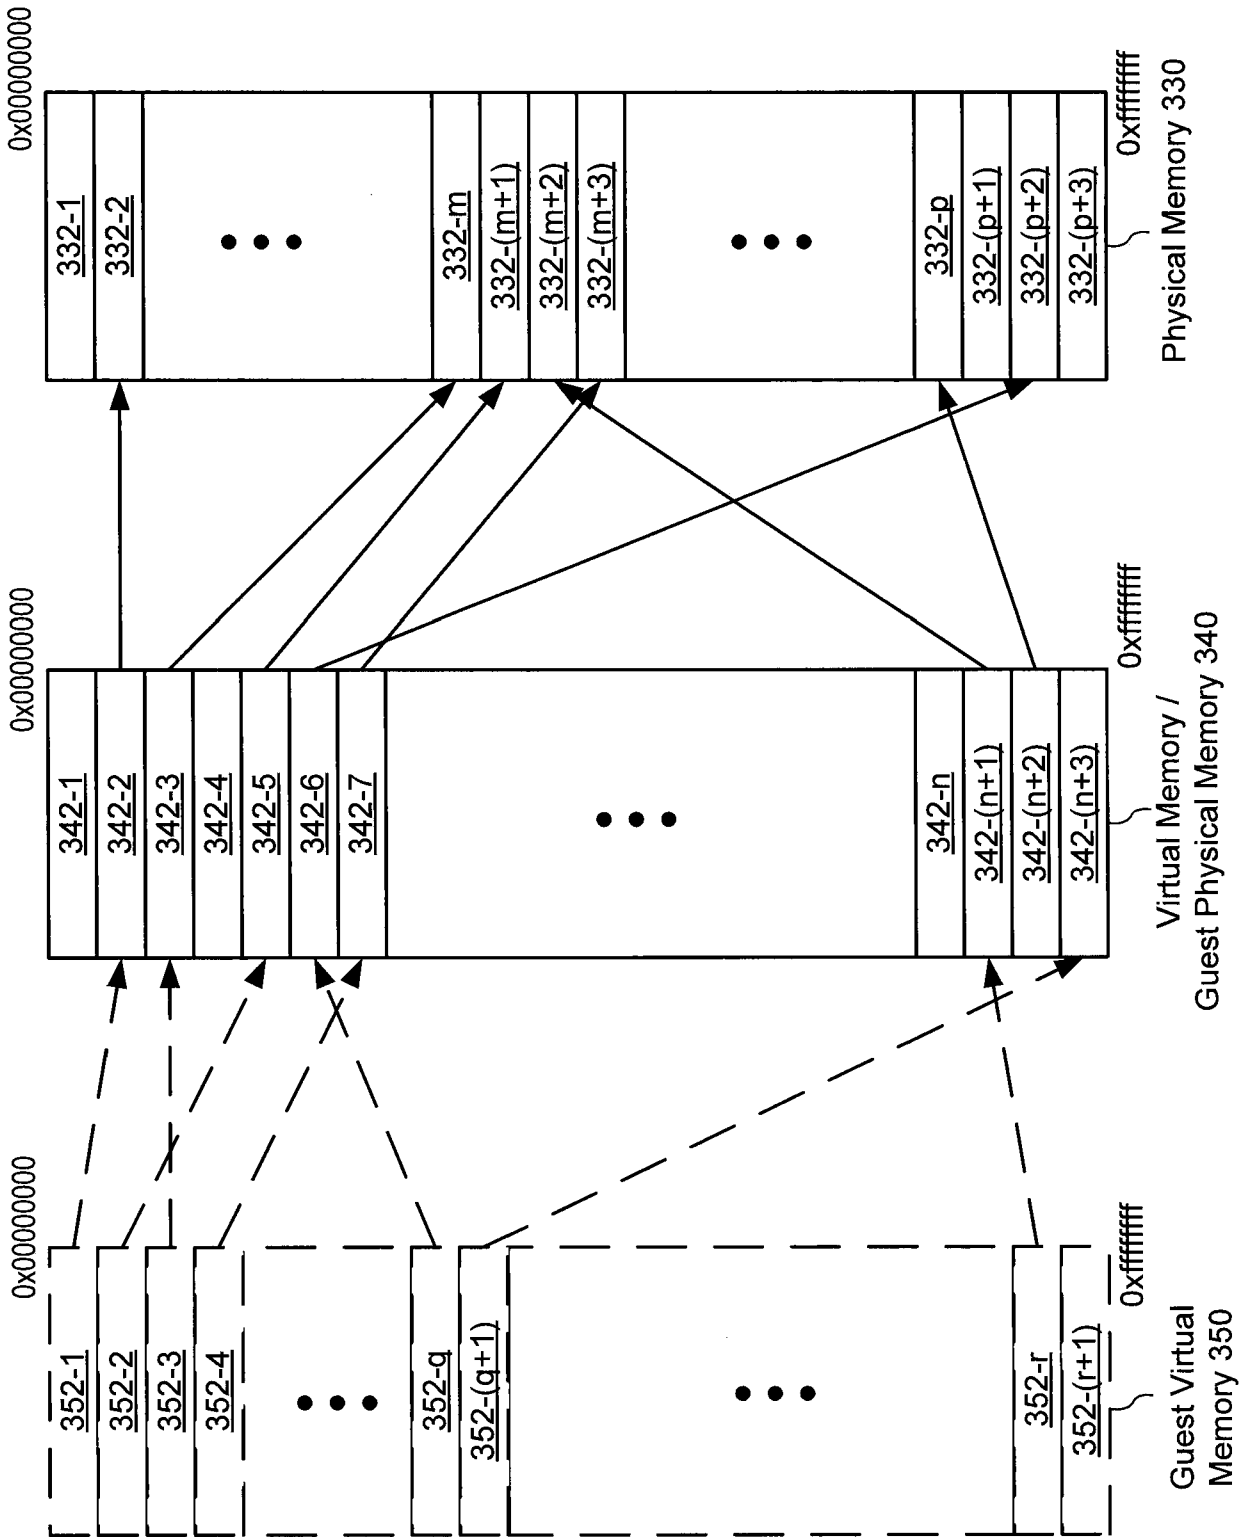 0x00000000
352-1
352-2
352-3
352-4
352-q
352-(q+1)
352-r
352-(r+1)
0xffffffff
Guest Virtual
Memory 350
0x00000000
342-1
342-2
342-3
342-4
342-5
342-6
342-7
342-n
342-(n+1)
342-(n+2)
342-(n+3)
0xffffffff
Virtual Memory /
Guest Physical Memory 340
0x00000000
332-1
332-2
332-m
332-(m+1)
332-(m+2)
332-(m+3)
332-p
332-(p+1)
332-(p+2)
332-(p+3)
0xffffffff
Physical Memory 330